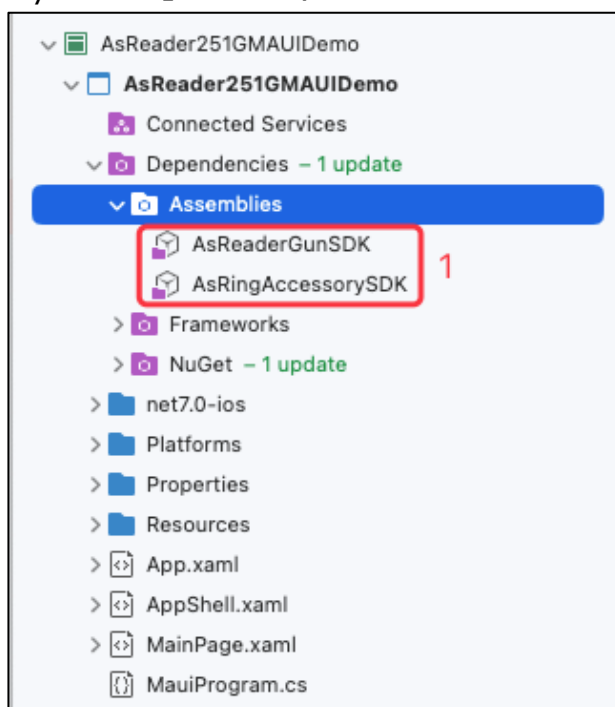 AsReader251GMAUIDemo
AsReader251GMAUIDemo
Connected Services
Dependencies – 1 update
Assemblies
AsReaderGunSDK
1
AsRingAccessorySDK
Frameworks
NuGet – 1 update
net7.0-ios
Platforms
Properties
Resources
App.xaml
AppShell.xaml
MainPage.xaml
MauiProgram.cs